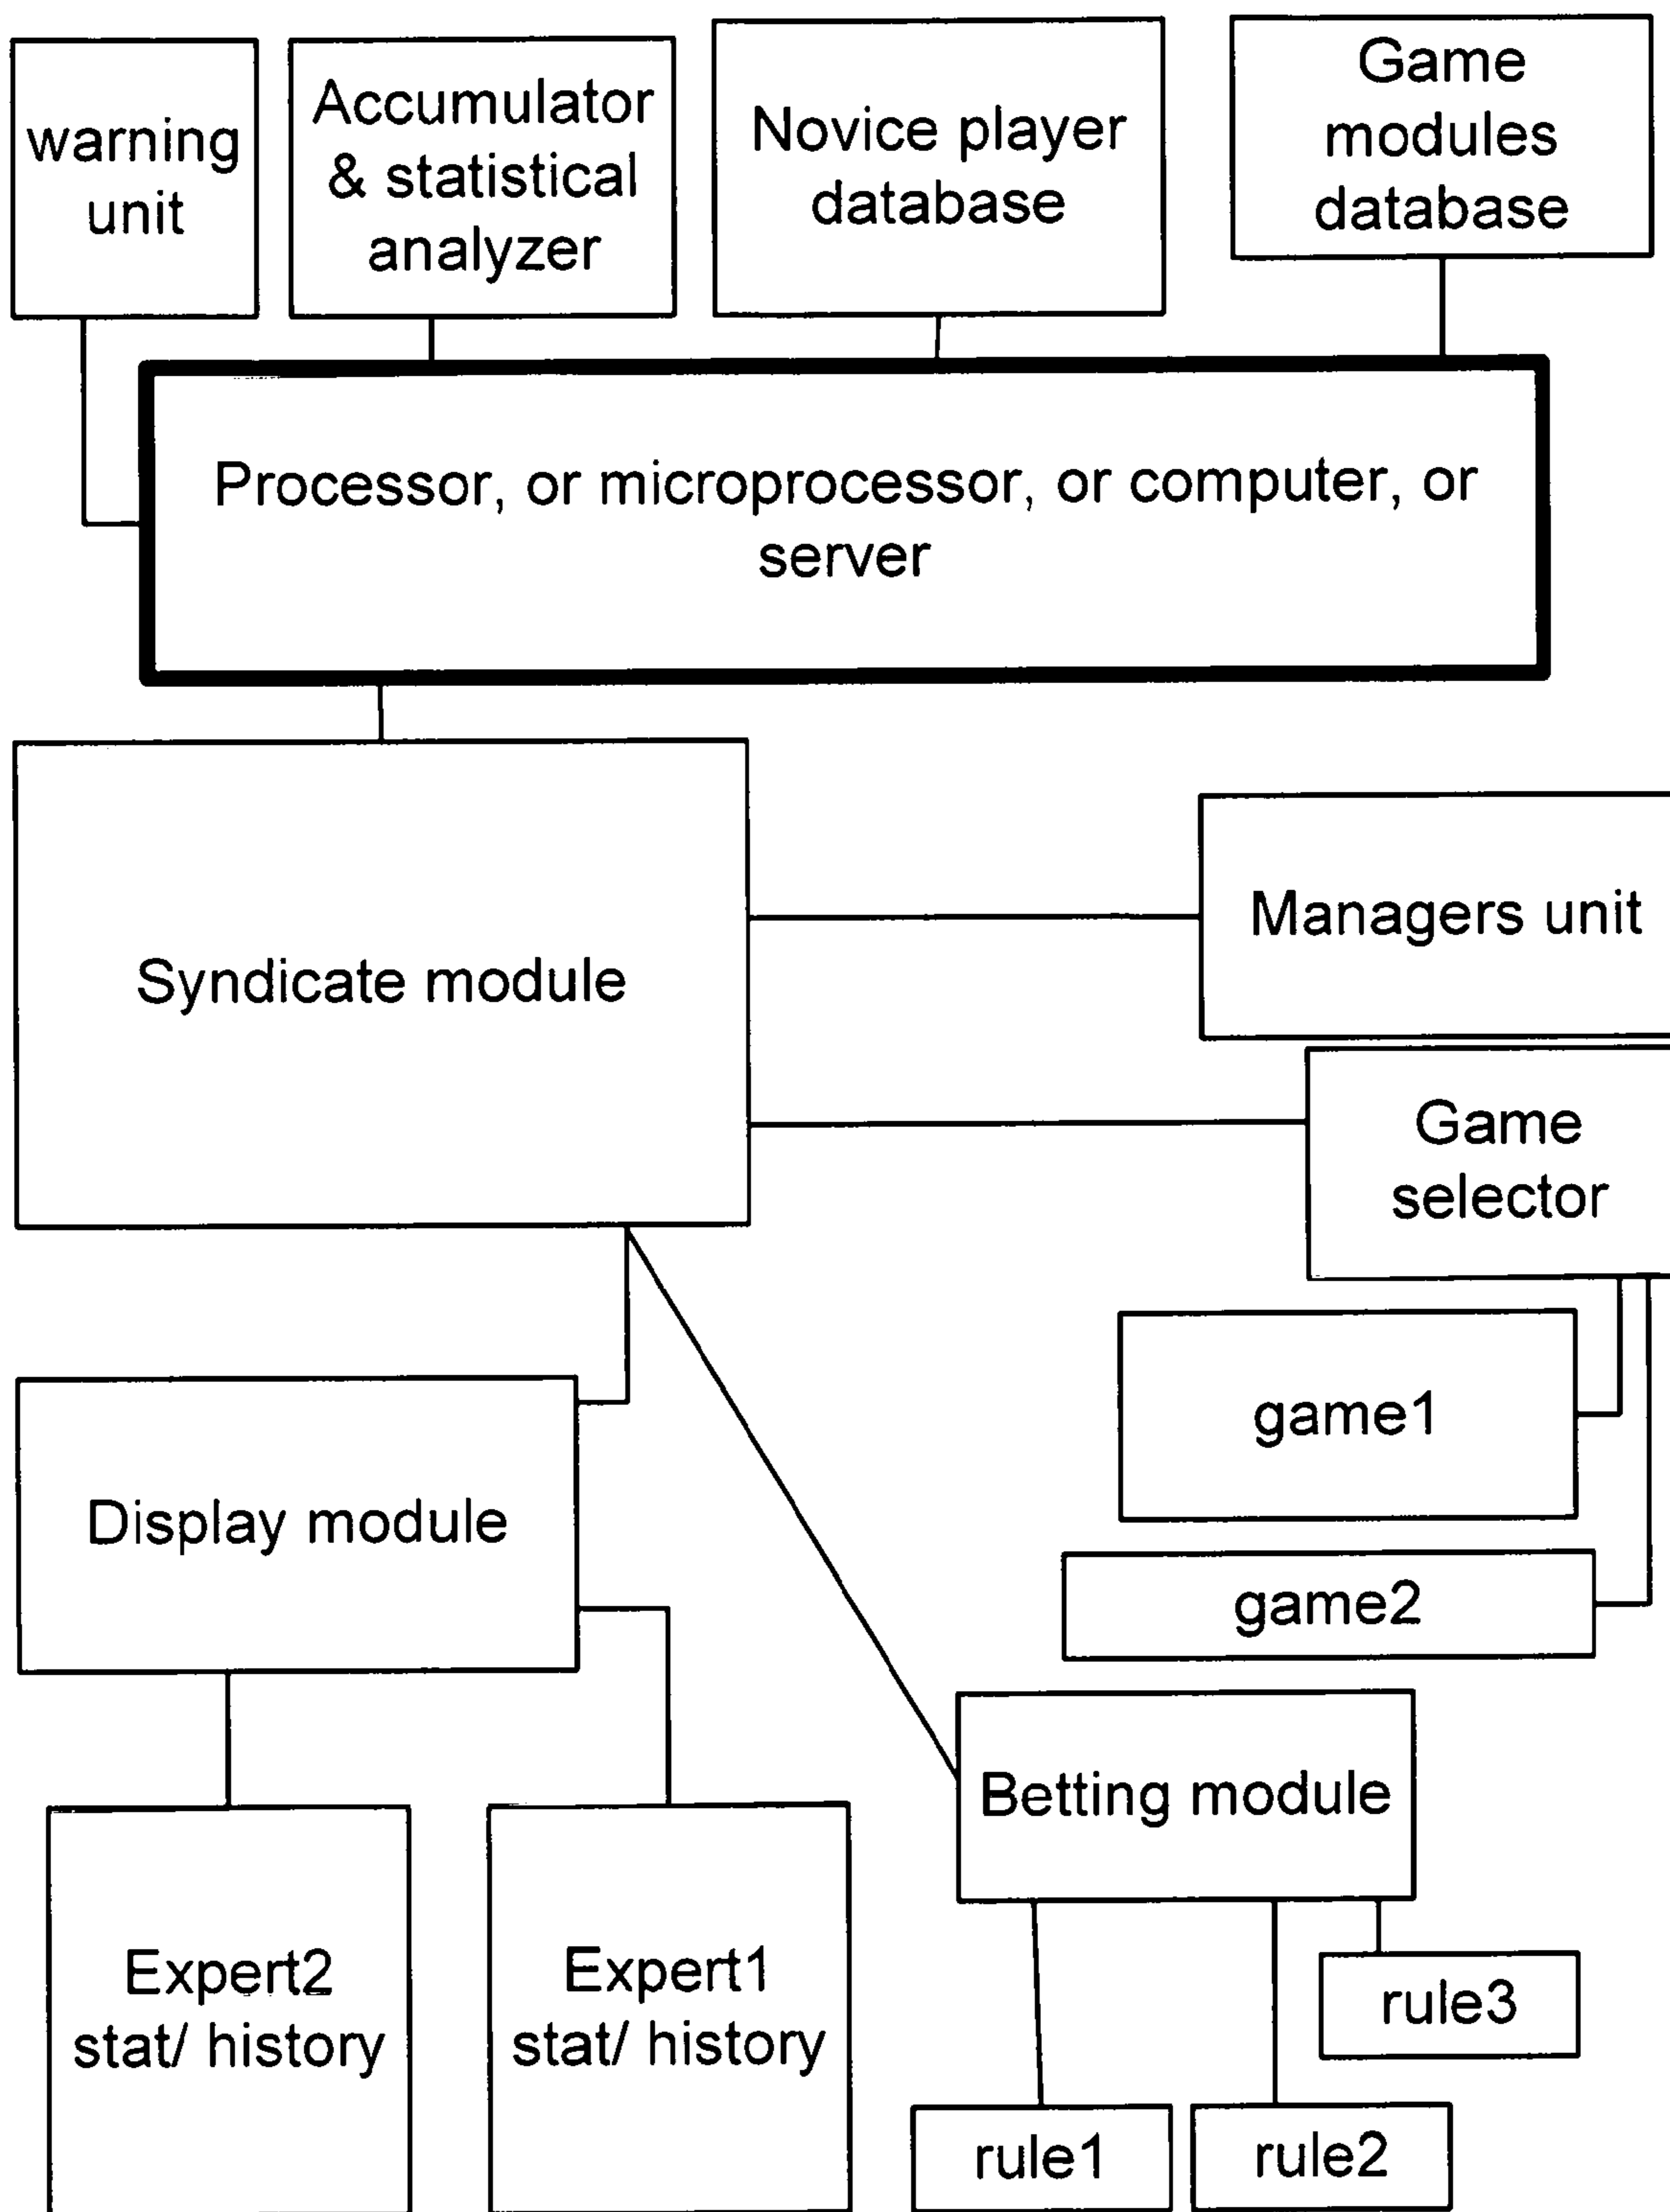 warning
unit
Accumulator
& statistical
analyzer
Novice player
database
Game
modules
database
Processor, or microprocessor, or computer, or
server
Syndicate module
Managers unit
Game
selector
game1
game2
Display module
Betting module
Expert2
stat/ history
Expert1
stat/ history
rule3
rule1
rule2